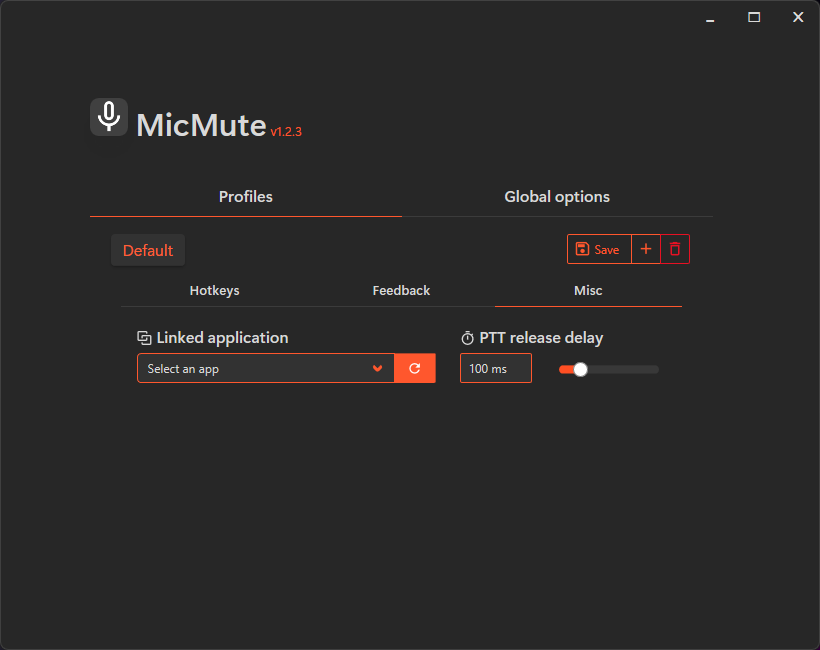 MicMute v1.2.3
Profiles Global options
Default Save
Hotkeys Feedback Misc
Linked application PTT release delay
Select an app 100 ms